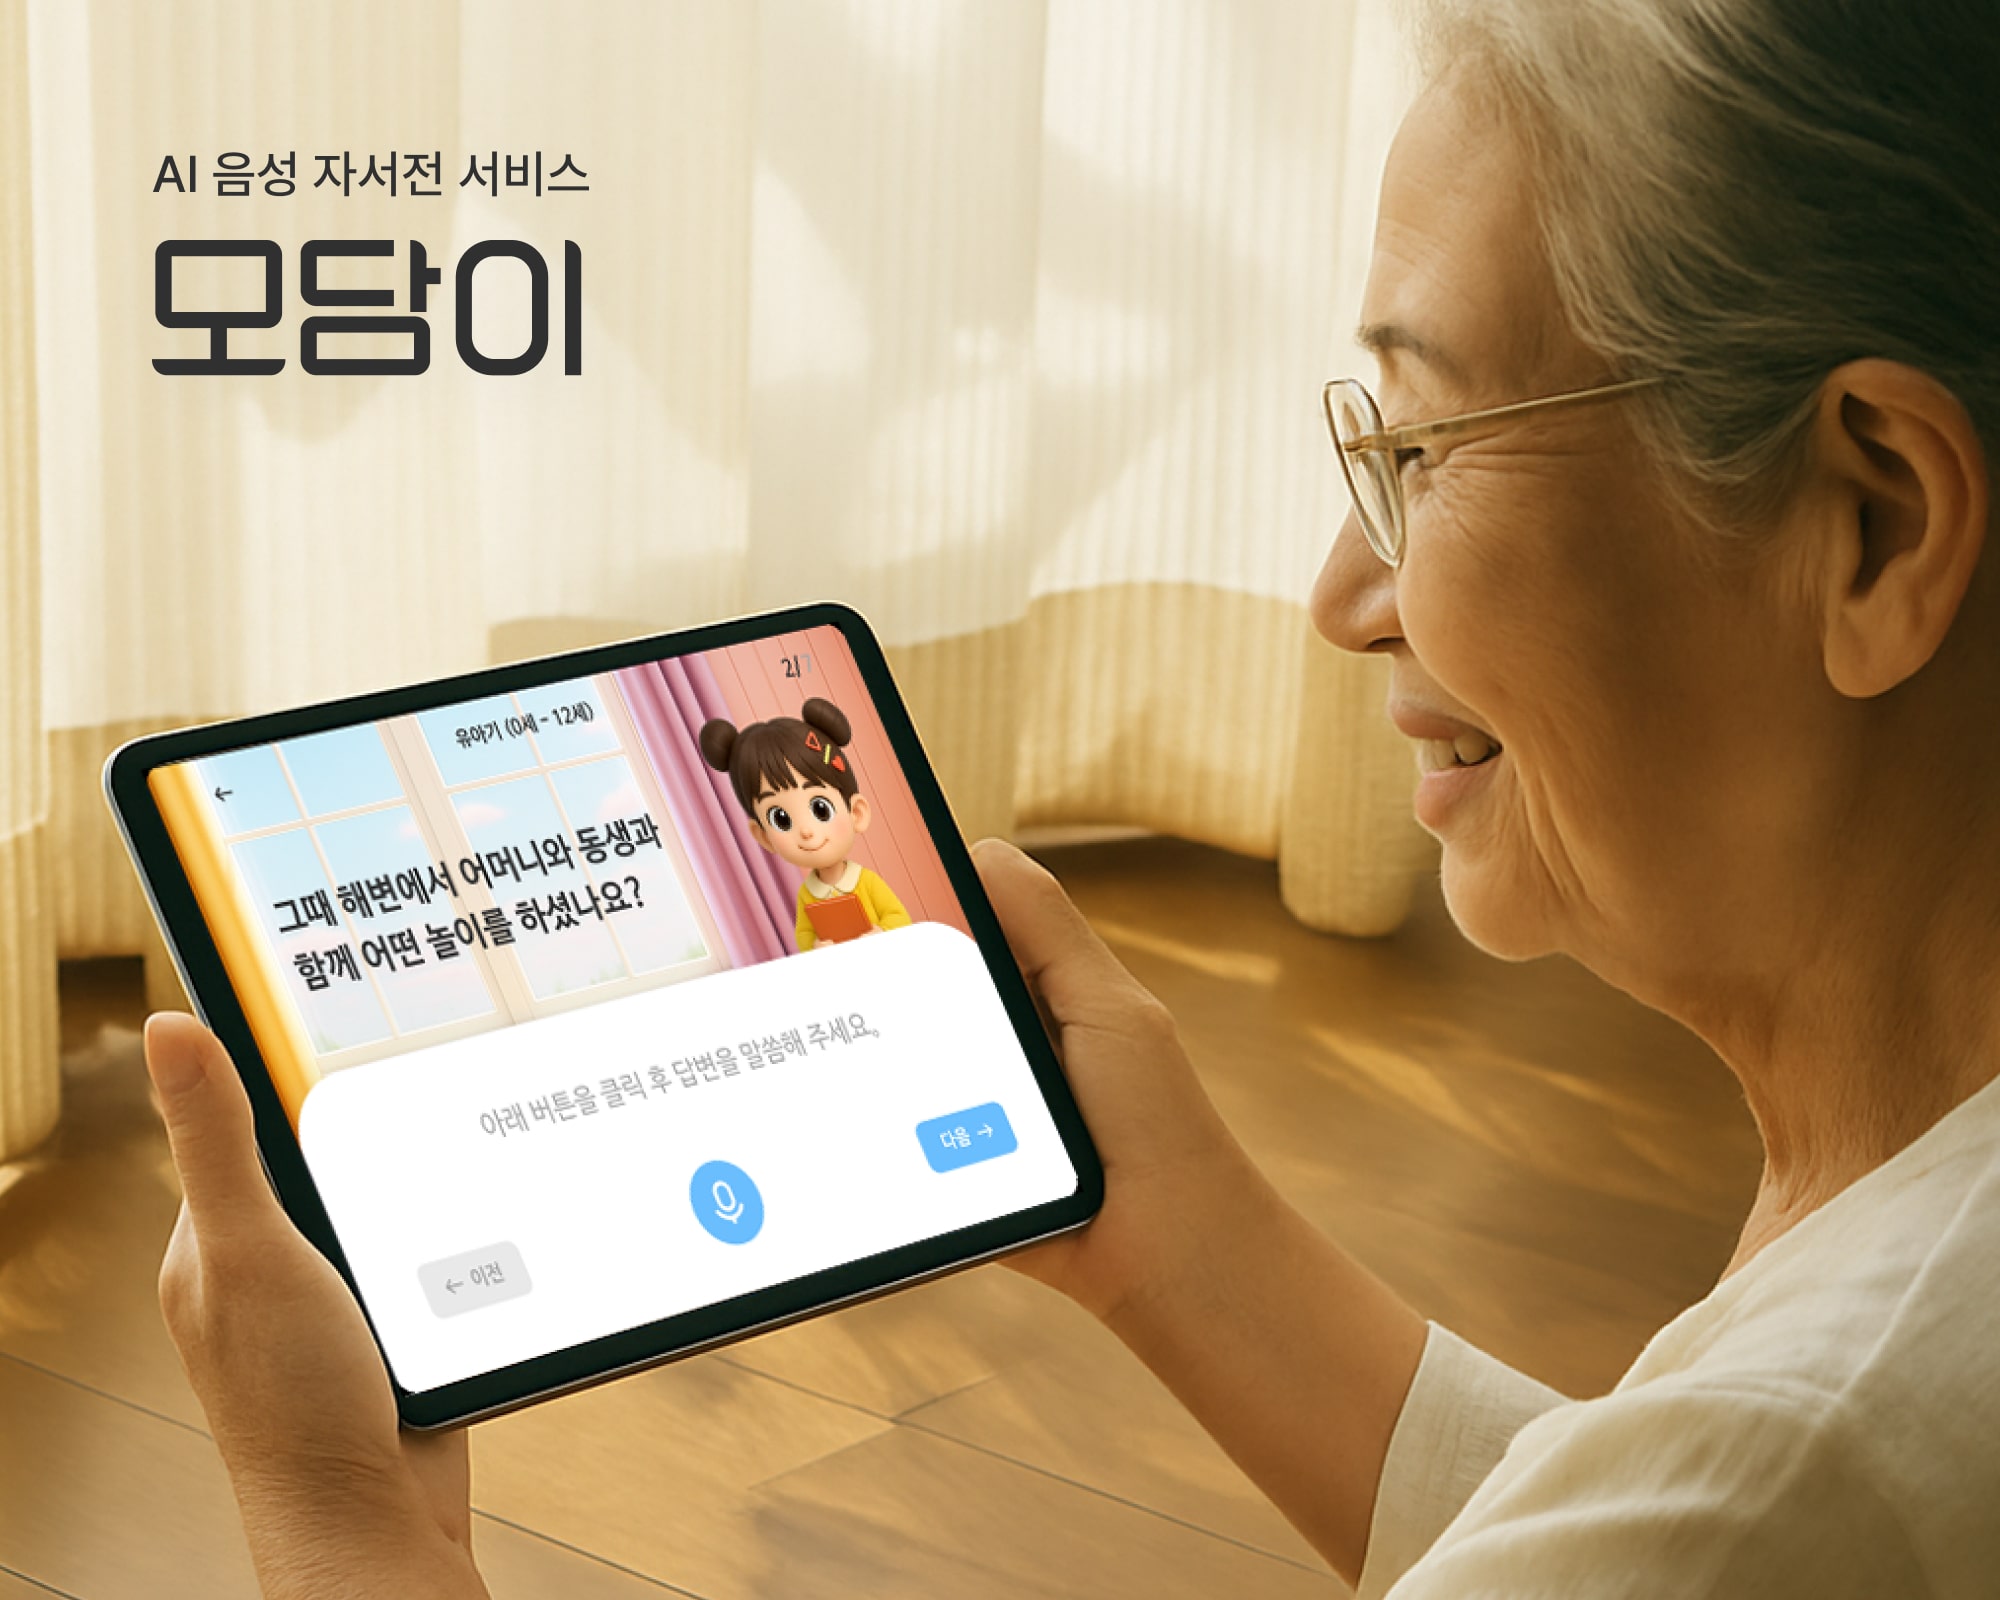 AI 음성 자서전 서비스
모담이
2/7
유아기 (0세 - 12세)
←
그때 해변에서 어머니와 동생과
함께 어떤 놀이를 하셨나요?
아래 버튼을 클릭 후 답변을 말씀해 주세요.
다음 →
← 이전